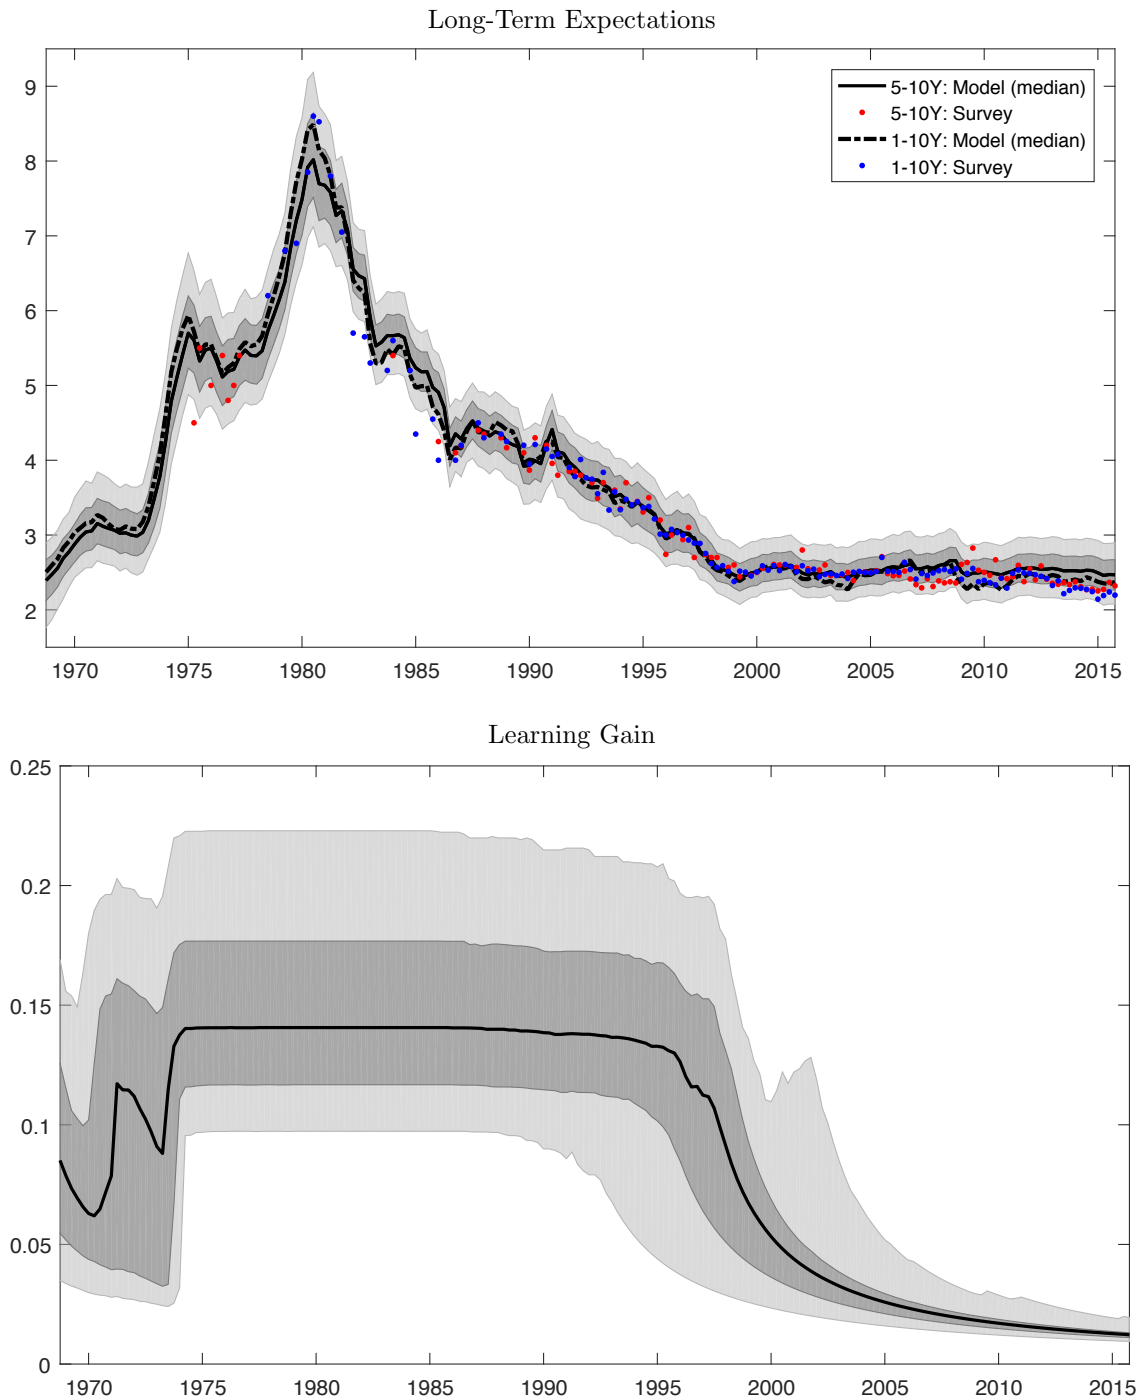 Long-Term Expectations
9
8
7
6
5
4
3
2
5-10Y: Model (median)
5-10Y: Survey
1-10Y: Model (median)
1-10Y: Survey
1970 1975 1980 1985 1990 1995 2000 2005 2010 2015
Learning Gain
0.25
0.2
0.15
0.1
0.05
0
1970 1975 1980 1985 1990 1995 2000 2005 2010 2015